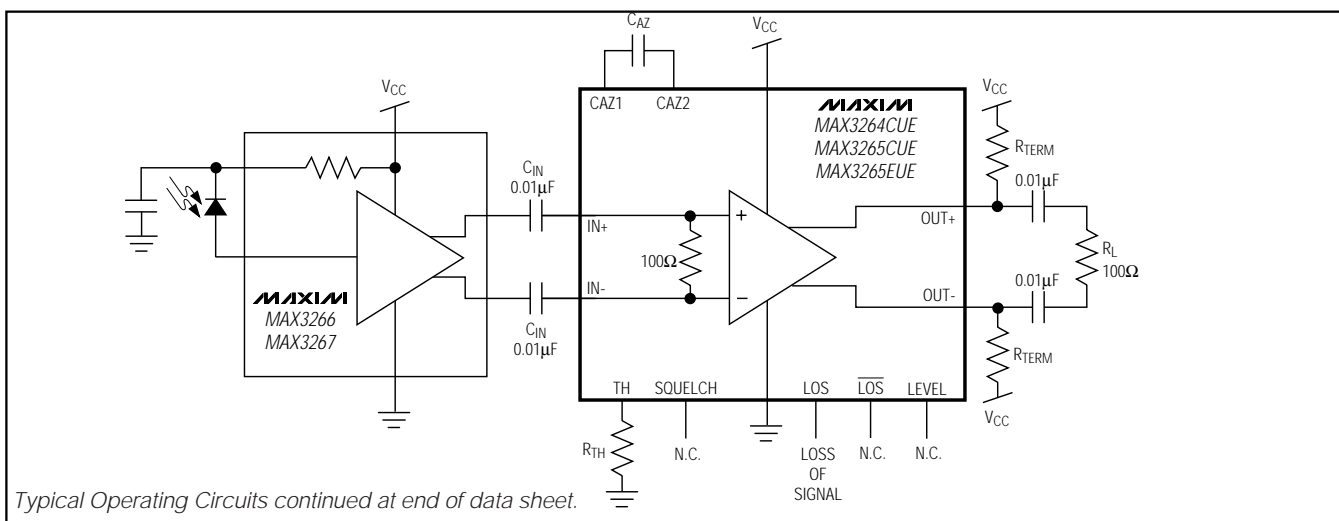 C_AZ
V_CC
CAZ1 CAZ2
MAXIM
MAX3264CUE
MAX3265CUE
MAX3265EUE
V_CC
V_CC
R_TERM
0.01µF
C_IN
0.01µF
IN+
OUT+
100Ω
R_L
100Ω
IN-
OUT-
0.01µF
MAXIM
MAX3266
MAX3267
C_IN
0.01µF
+
−
R_TERM
V_CC
TH SQUELCH LOS L̅O̅S̅ LEVEL
R_TH
N.C. LOSS OF SIGNAL N.C. N.C.
Typical Operating Circuits continued at end of data sheet.